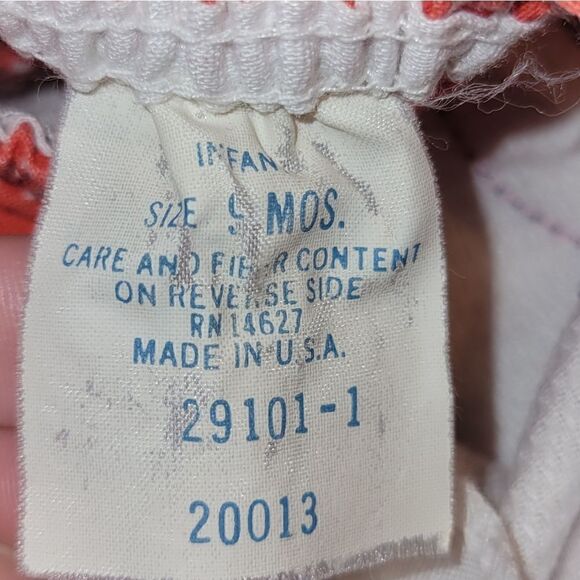 INFANT
SIZE 9 MOS.
CARE AND FIBER CONTENT
ON REVERSE SIDE
RN 14627
MADE IN U.S.A.
29101-1
20013